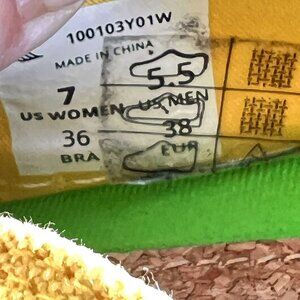 100103Y01W
MADE IN CHINA
7 5.5
US WOMEN US MEN
36 38
BRA EUR